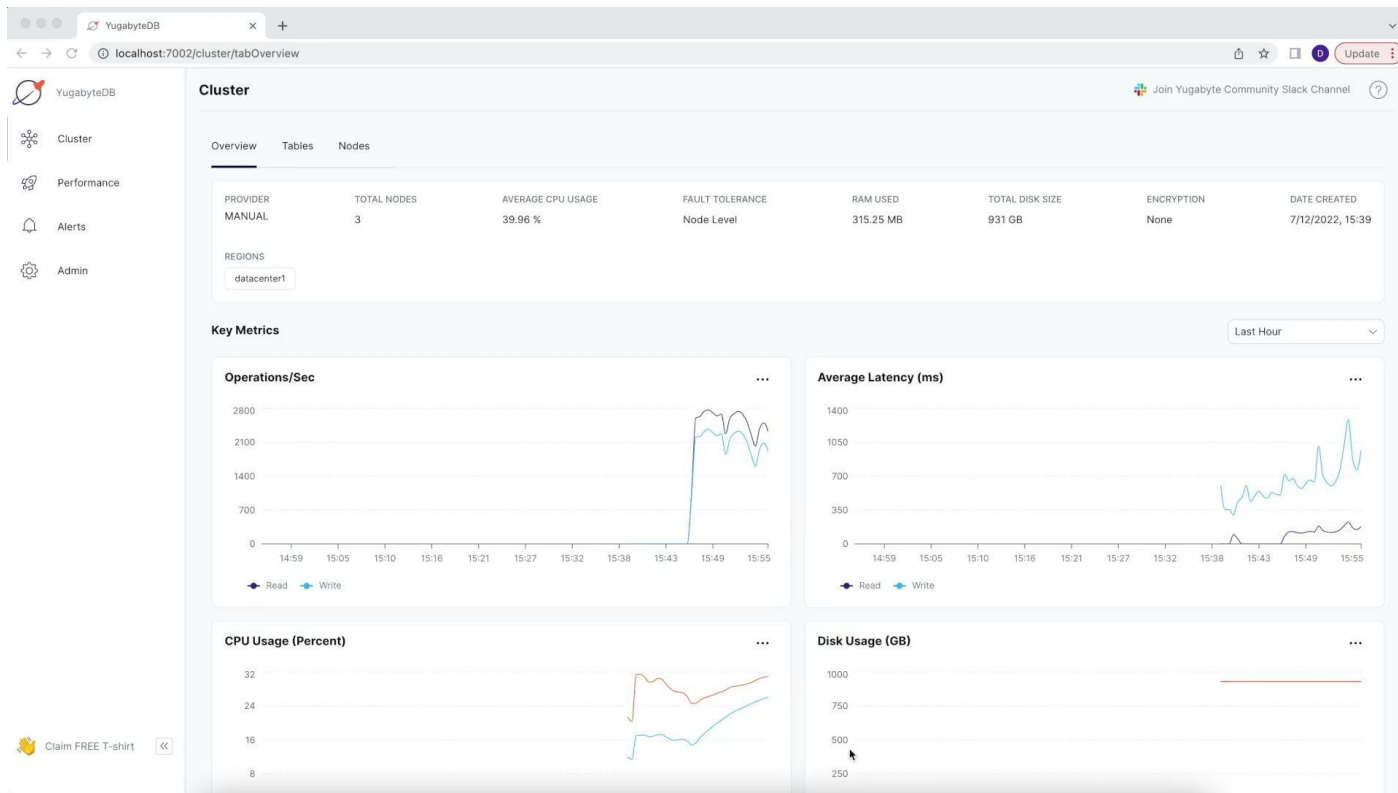 YugabyteDB
localhost:7002/cluster/tabOverview
D
Update
YugabyteDB
Cluster
Performance
Alerts
Admin
Claim FREE T-shirt
Cluster
Join Yugabyte Community Slack Channel
?
Overview Tables Nodes
PROVIDER TOTAL NODES AVERAGE CPU USAGE FAULT TOLERANCE RAM USED TOTAL DISK SIZE ENCRYPTION DATE CREATED
MANUAL 3 39.96 % Node Level 315.25 MB 931 GB None 7/12/2022, 15:39
REGIONS
datacenter1
Key Metrics
Last Hour
Operations/Sec
2800
2100
1400
700
0
14:59 15:05 15:10 15:16 15:21 15:27 15:32 15:38 15:43 15:49 15:55
Read Write
Average Latency (ms)
1400
1050
700
350
0
14:59 15:05 15:10 15:16 15:21 15:27 15:32 15:38 15:43 15:49 15:55
Read Write
CPU Usage (Percent)
32
24
16
8
Disk Usage (GB)
1000
750
500
250